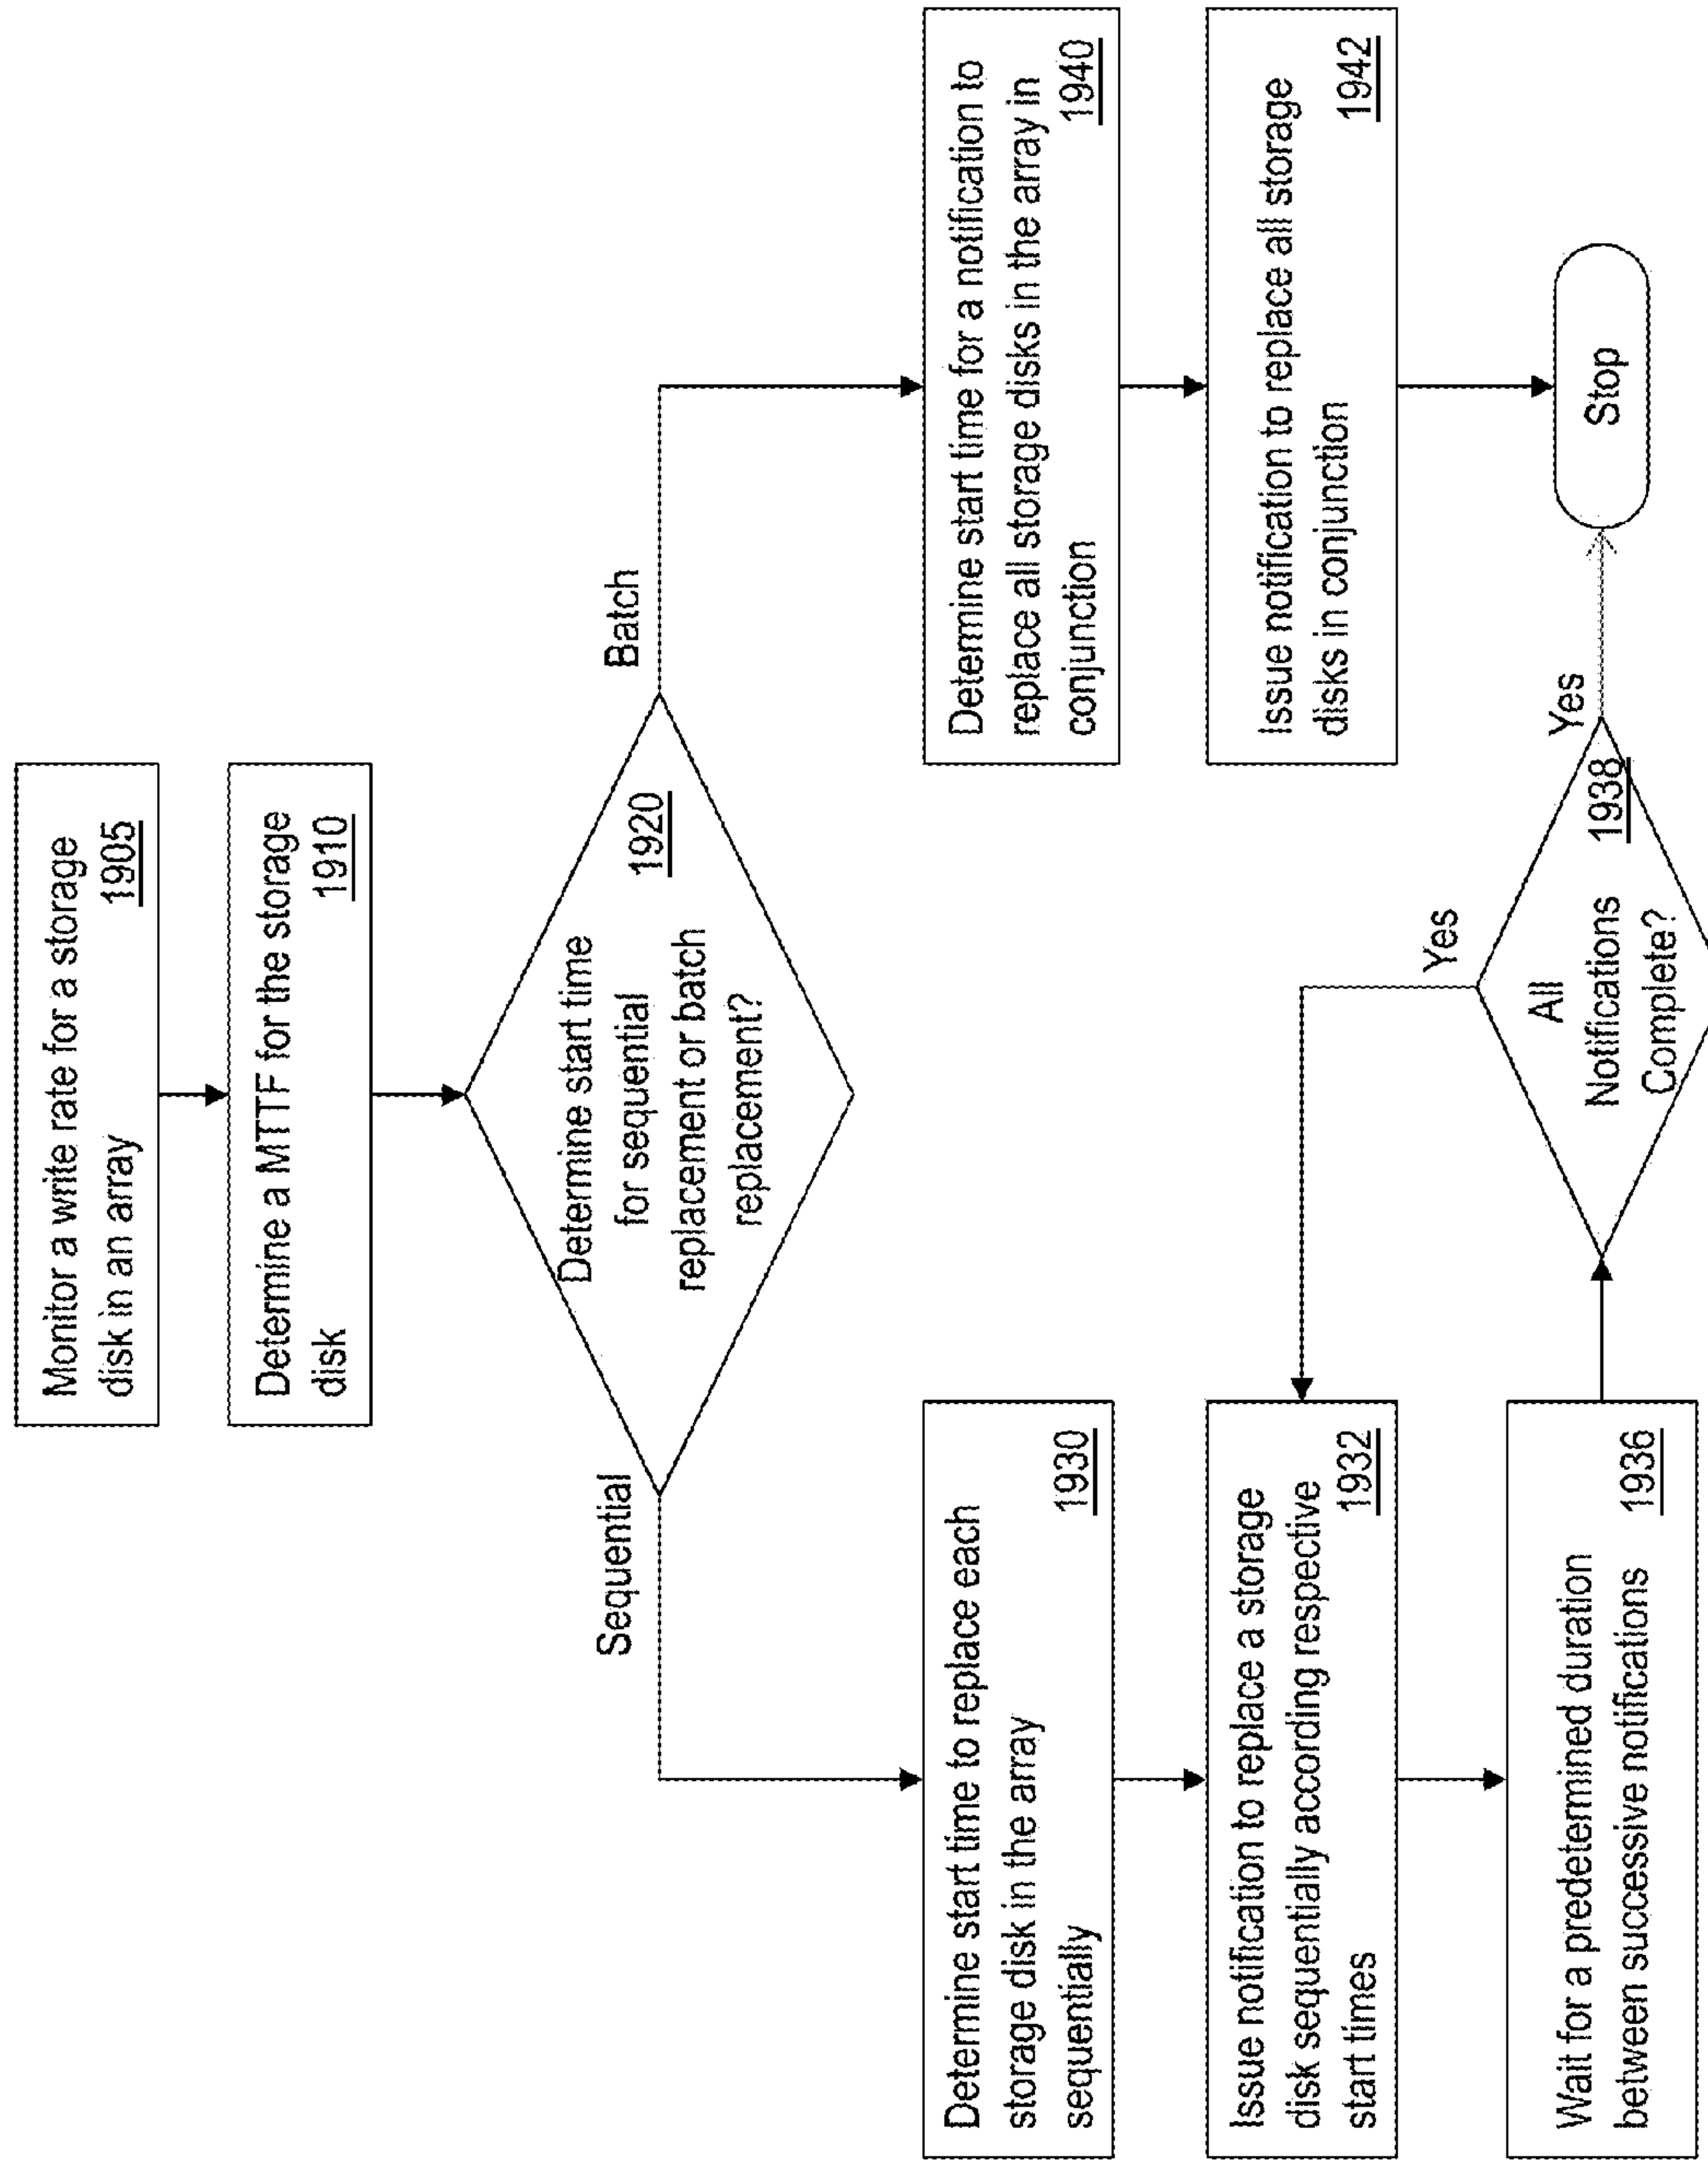 Monitor a write rate for a storage
disk in an array 1905
Determine a MTTF for the storage
disk 1910
Determine start time
for sequential 1920
replacement or batch
replacement?
Sequential
Batch
Determine start time to replace each
storage disk in the array
sequentially 1930
Issue notification to replace a storage
disk sequentially according respective
start times 1932
Wait for a predetermined duration
between successive notifications 1936
Yes
All
Notifications 1938
Complete?
Yes
Determine start time for a notification to
replace all storage disks in the array in
conjunction 1940
Issue notification to replace all storage
disks in conjunction 1942
Stop